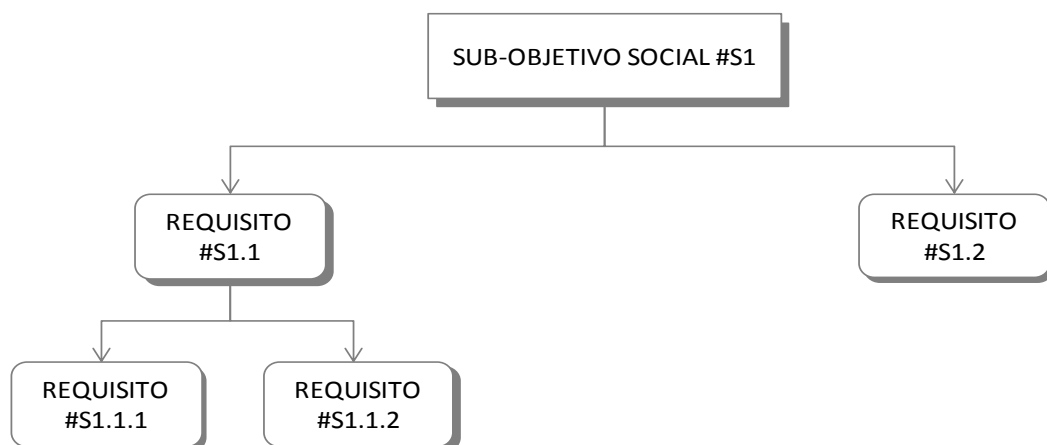 SUB-OBJETIVO SOCIAL #S1
REQUISITO
#S1.1
REQUISITO
#S1.2
REQUISITO
#S1.1.1
REQUISITO
#S1.1.2